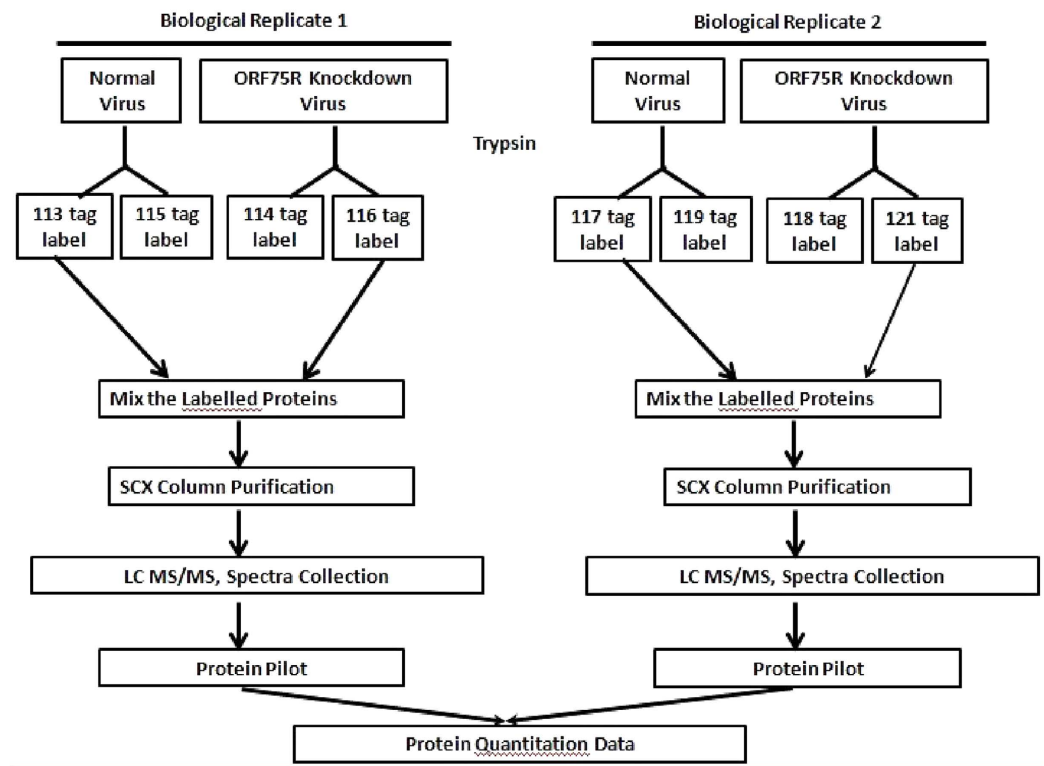 Biological Replicate 1
Biological Replicate 2
Normal
Virus
ORF75R Knockdown
Virus
Normal
Virus
ORF75R Knockdown
Virus
Trypsin
113 tag
label
115 tag
label
114 tag
label
116 tag
label
117 tag
label
119 tag
label
118 tag
label
121 tag
label
Mix the Labelled Proteins
Mix the Labelled Proteins
SCX Column Purification
SCX Column Purification
LC MS/MS, Spectra Collection
LC MS/MS, Spectra Collection
Protein Pilot
Protein Pilot
Protein Quantitation Data